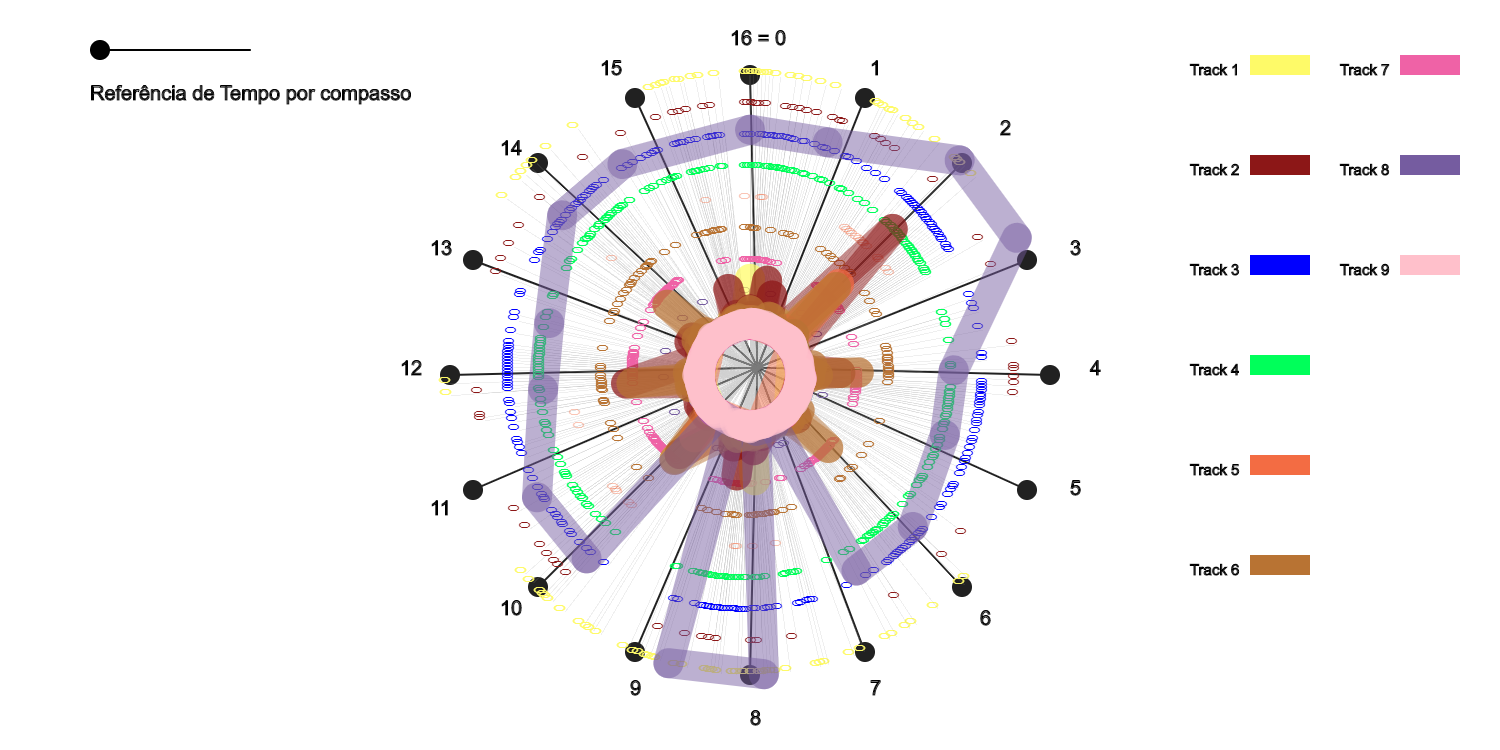 16 = 0
15
1
Track 1
Track 7
Referência de Tempo por compasso
2
14
Track 2
Track 8
13
3
Track 3
Track 9
12
4
Track 4
11
5
Track 5
10
6
Track 6
9
7
8